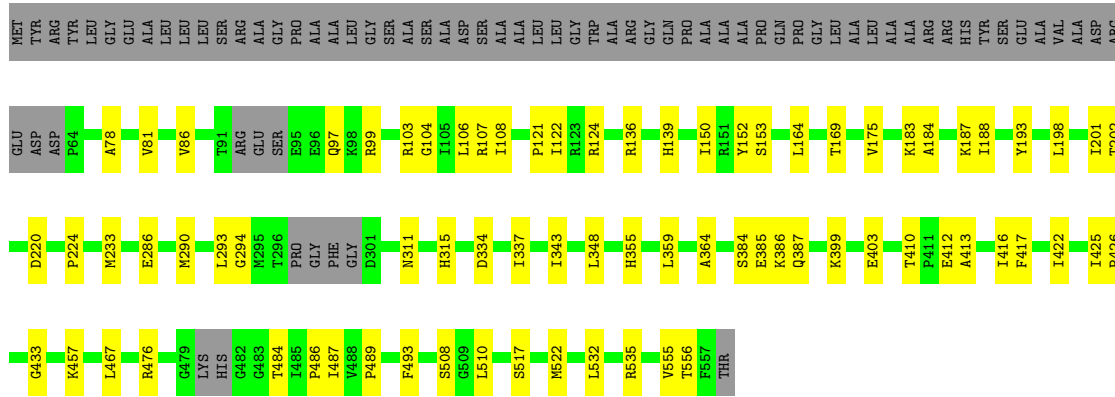 MET TYR ARG TYR LEU GLY GLU ALA LEU LEU LEU SER ARG ALA GLY PRO ALA ALA LEU GLY SER ALA SER ALA ASP SER ALA ALA LEU LEU GLY TRP ALA ARG GLY GLN PRO ALA ALA ALA PRO GLN PRO GLY LEU ALA LEU ALA ALA ARG ARG HIS TYR SER GLU ALA VAL ALA ASP ARG
GLU ASP ASP P64 A78 V81 V86 T91 ARG GLU SER E95 E96 Q97 K98 R99 R103 G104 I105 L106 R107 I108 P121 I122 R123 R124 R136 H139 I150 R151 Y152 S153 L164 T169 V175 K183 A184 K187 I188 Y193 L198 I201
D220 P224 M233 E286 M290 L293 G294 M295 T296 PRO GLY PHE GLY D301 N311 H315 D334 I337 I343 L348 H355 L359 A364 S384 E385 K386 Q387 K399 E403 T410 P411 E412 A413 I416 F417 I422 I425
G433 K457 L467 R476 G479 LYS HIS G482 G483 T484 I485 P486 I487 V488 P489 F493 S508 G509 L510 S517 M522 L532 R535 V555 T556 F557 THR